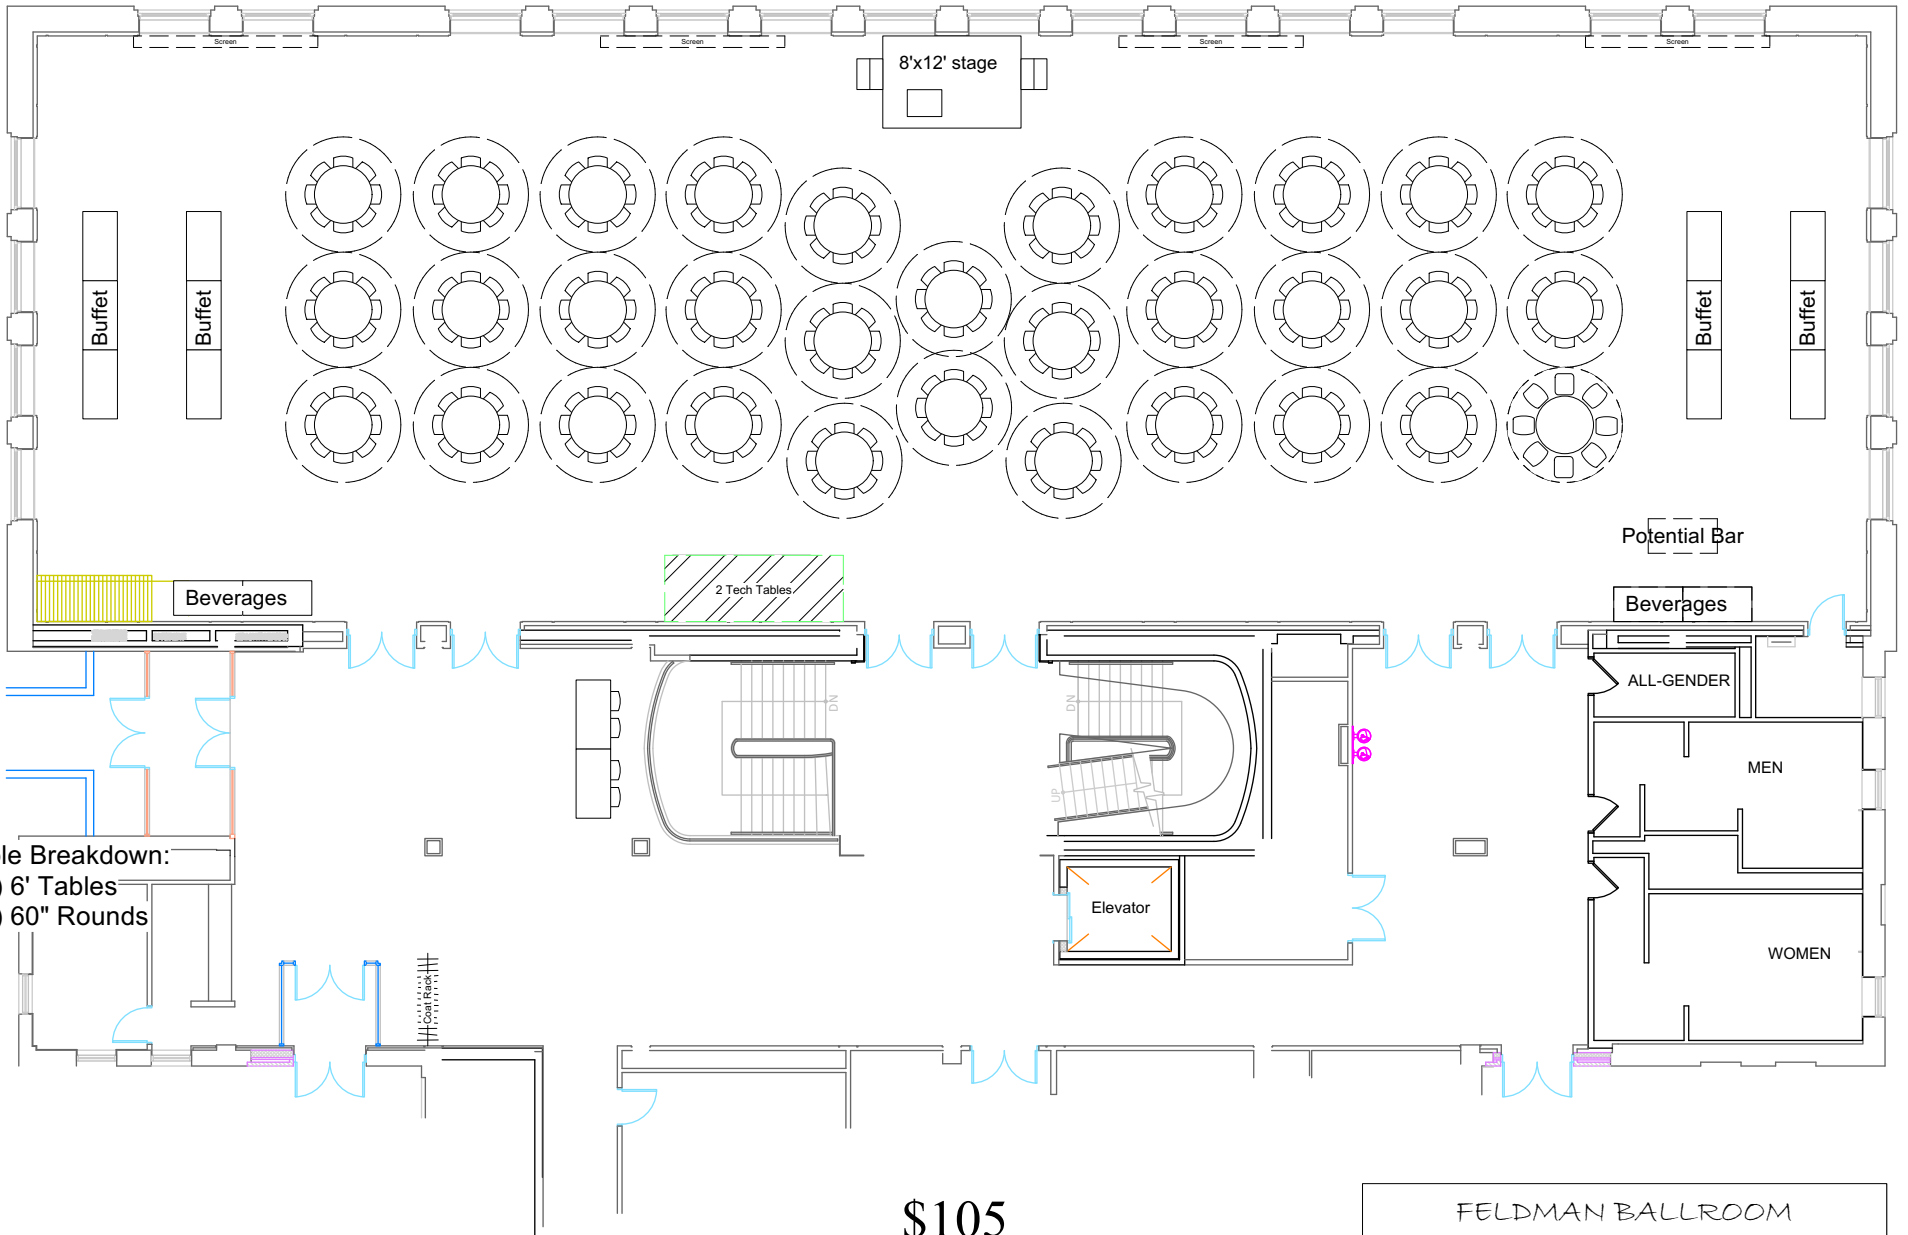 Screen
Screen
Screen
Screen
8'x12' stage
Buffet
Buffet
Buffet
Buffet
Potential Bar
2 Tech Tables
Beverages
Beverages
ALL-GENDER
DN
DN
MEN
UP
ole Breakdown:
) 6' Tables
) 60" Rounds
Elevator
WOMEN
Coat Rack
$105
FELDMAN BALLROOM